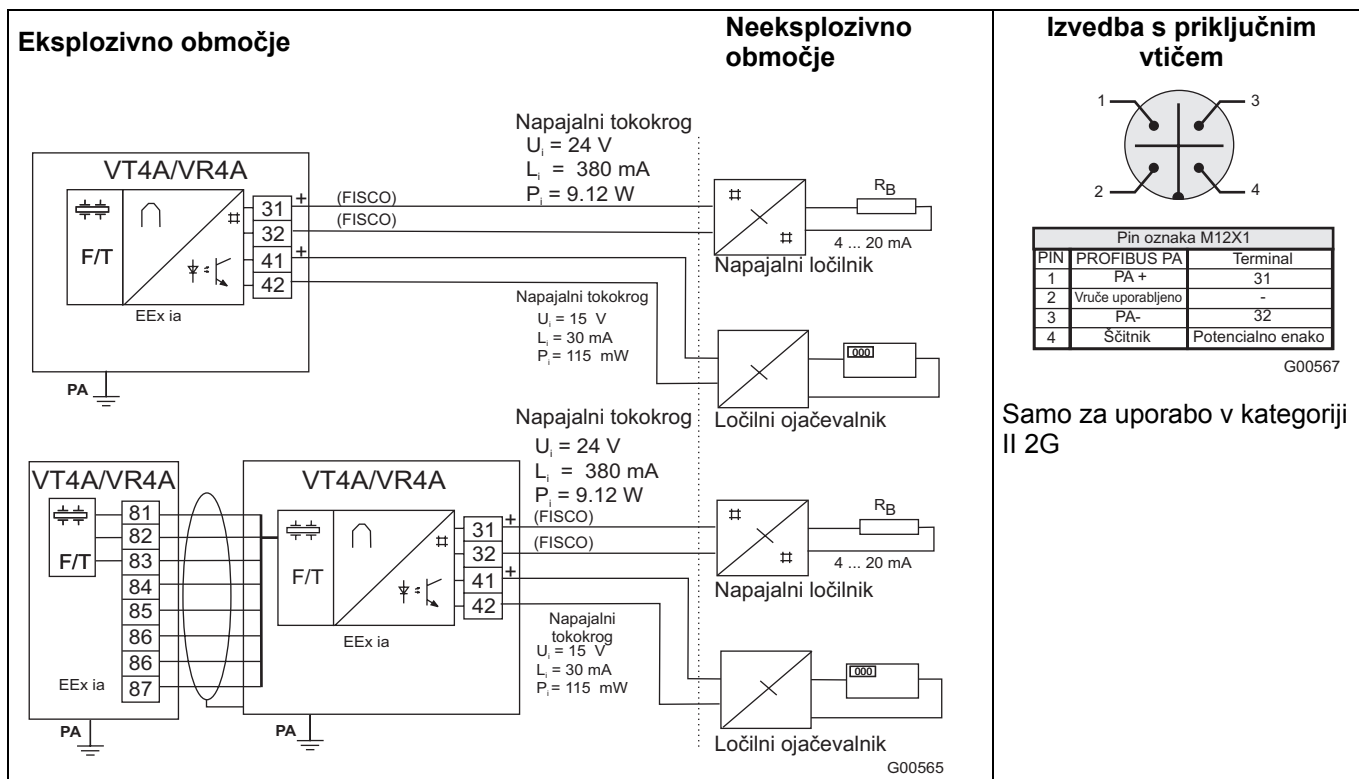 Eksplozivno območje
Neeksplozivno
območje
Napajalni tokokrog
Uᵢ = 24 V
Lᵢ = 380 mA
Pᵢ = 9.12 W
VT4A/VR4A
F/T
EEx ia
31
32
41
42
+
+
(FISCO)
(FISCO)
PA
Napajalni tokokrog
Uᵢ = 15 V
Lᵢ = 30 mA
Pᵢ = 115 mW
RB
4 ... 20 mA
Napajalni ločilnik
000
Ločilni ojačevalnik
Napajalni tokokrog
Uᵢ = 24 V
Lᵢ = 380 mA
Pᵢ = 9.12 W
VT4A/VR4A
F/T
EEx ia
81
82
83
84
85
86
86
87
PA
VT4A/VR4A
F/T
EEx ia
31
32
41
42
+
+
(FISCO)
(FISCO)
PA
Napajalni
tokokrog
Uᵢ = 15 V
Lᵢ = 30 mA
Pᵢ = 115 mW
RB
4 ... 20 mA
Napajalni ločilnik
000
Ločilni ojačevalnik
G00565
Izvedba s priključnim
vtičem
1
3
2
4
Pin oznaka M12X1
PIN PROFIBUS PA Terminal
1 PA + 31
2 Vruče uporabljeno -
3 PA- 32
4 Ščitnik Potencialno enako
G00567
Samo za uporabo v kategoriji
II 2G